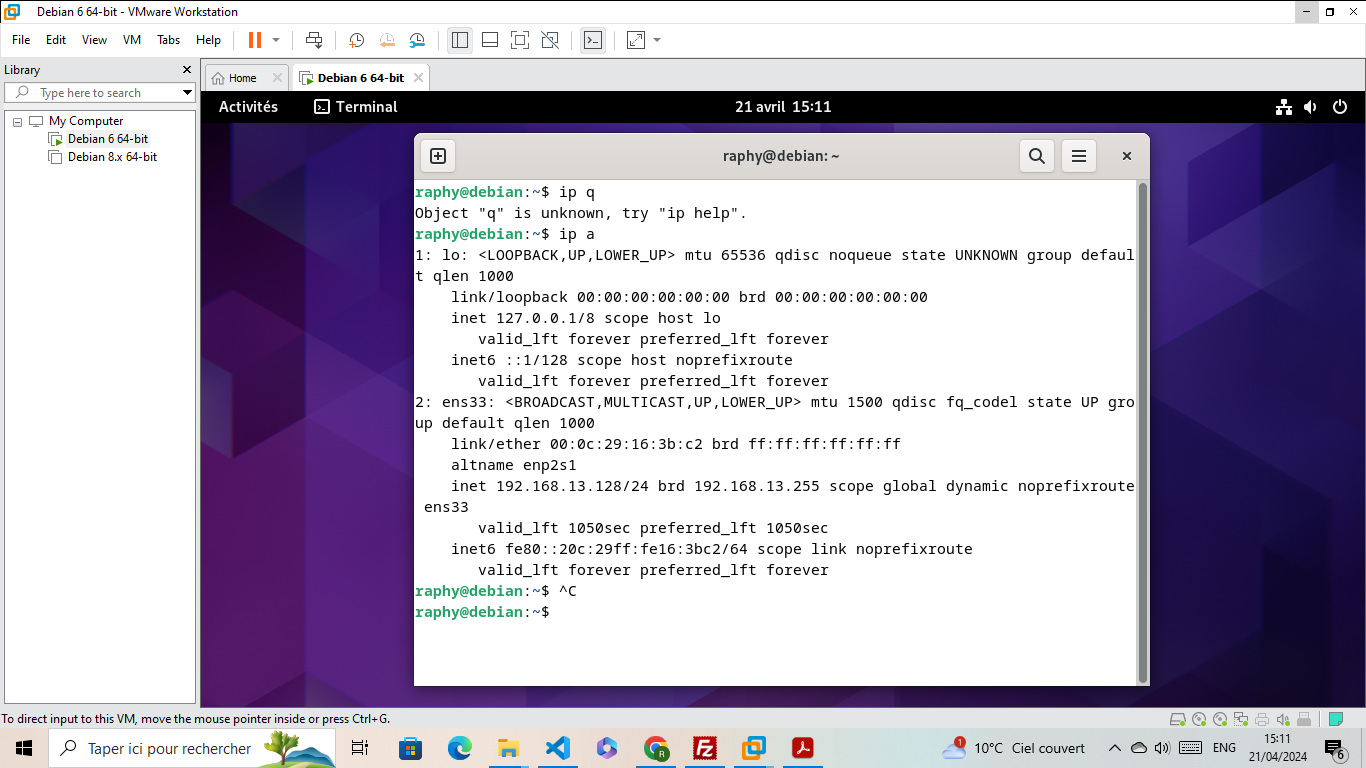 Debian 6 64-bit - VMware Workstation
File Edit View VM Tabs Help
Library
Type here to search
My Computer
Debian 6 64-bit
Debian 8.x 64-bit
Home
Debian 6 64-bit
Activités
Terminal
21 avril 15:11
raphy@debian: ~
raphy@debian:~$ ip q
Object "q" is unknown, try "ip help".
raphy@debian:~$ ip a
1: lo: <LOOPBACK,UP,LOWER_UP> mtu 65536 qdisc noqueue state UNKNOWN group defaul
t qlen 1000
link/loopback 00:00:00:00:00:00 brd 00:00:00:00:00:00
inet 127.0.0.1/8 scope host lo
valid_lft forever preferred_lft forever
inet6 ::1/128 scope host noprefixroute
valid_lft forever preferred_lft forever
2: ens33: <BROADCAST,MULTICAST,UP,LOWER_UP> mtu 1500 qdisc fq_codel state UP gro
up default qlen 1000
link/ether 00:0c:29:16:3b:c2 brd ff:ff:ff:ff:ff:ff
altname enp2s1
inet 192.168.13.128/24 brd 192.168.13.255 scope global dynamic noprefixroute
ens33
valid_lft 1050sec preferred_lft 1050sec
inet6 fe80::20c:29ff:fe16:3bc2/64 scope link noprefixroute
valid_lft forever preferred_lft forever
raphy@debian:~$ ^C
raphy@debian:~$
To direct input to this VM, move the mouse pointer inside or press Ctrl+G.
Taper ici pour rechercher
R
1
10°C Ciel couvert
ENG
15:11
21/04/2024
6